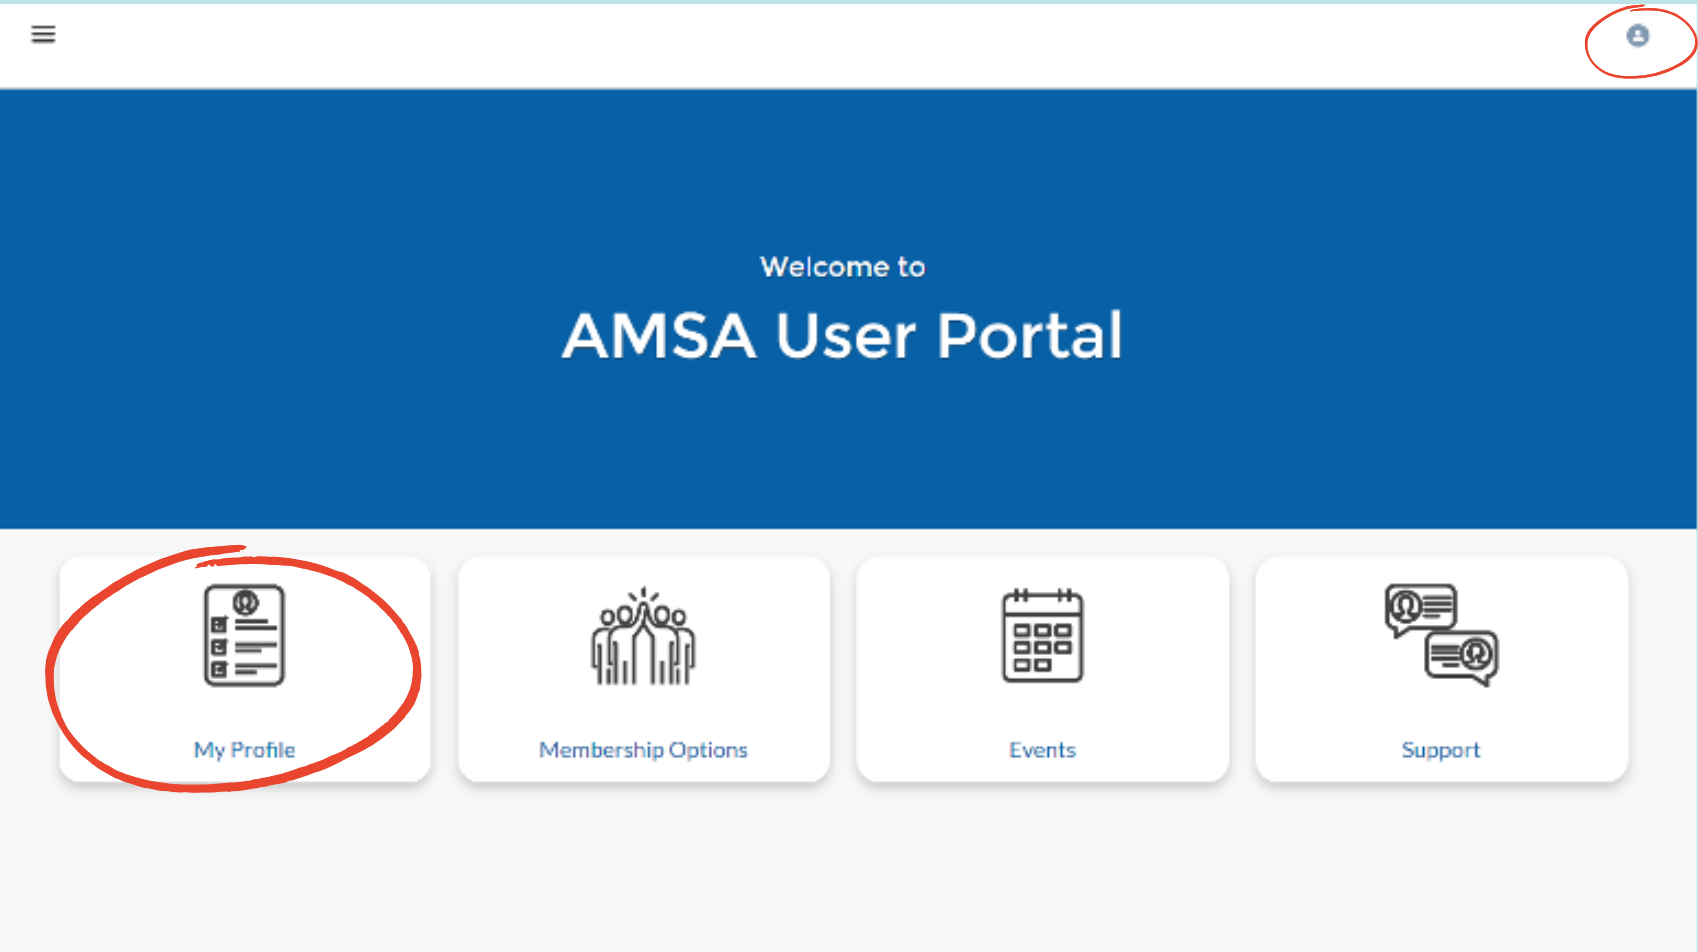 Welcome to
AMSA User Portal
My Profile
Membership Options
Events
Support